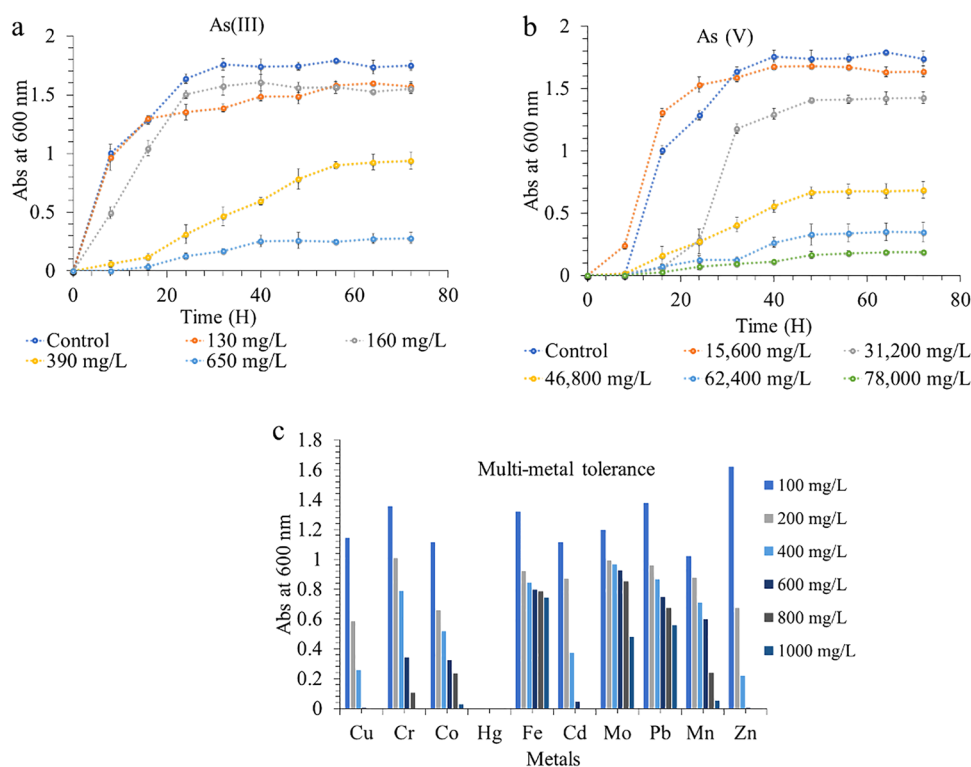 a
As(III)
2
1.5
1
0.5
0
Abs at 600 nm
0
20
40
60
80
Time (H)
Control
130 mg/L
160 mg/L
390 mg/L
650 mg/L
b
As (V)
2
1.5
1
0.5
0
Abs at 600 nm
0
20
40
60
80
Time (H)
Control
15,600 mg/L
31,200 mg/L
46,800 mg/L
62,400 mg/L
78,000 mg/L
c
Multi-metal tolerance
1.8
1.6
1.4
1.2
1
0.8
0.6
0.4
0.2
0
Abs at 600 nm
Cu Cr Co Hg Fe Cd Mo Pb Mn Zn
Metals
100 mg/L
200 mg/L
400 mg/L
600 mg/L
800 mg/L
1000 mg/L